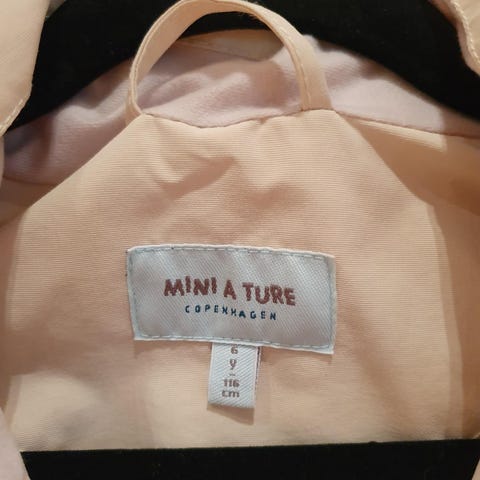 MINI A TURE
COPENHAGEN
6
y
-
116
cm